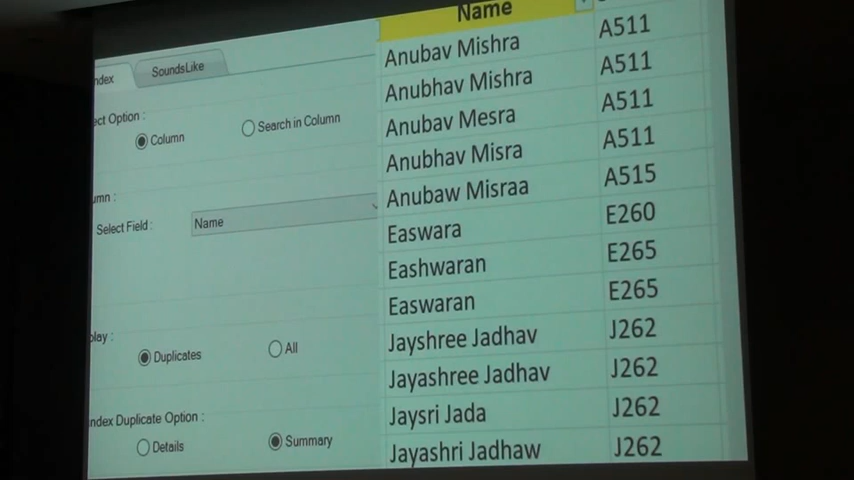 ndex SoundsLike
ect Option :
Column Search in Column
umn :
Select Field : Name
play :
Duplicates All
ndex Duplicate Option :
Details Summary
Name
Anubav Mishra A511
Anubhav Mishra A511
Anubav Mesra A511
Anubhav Misra A511
Anubaw Misraa A515
Easwara E260
Eashwaran E265
Easwaran E265
Jayshree Jadhav J262
Jayashree Jadhav J262
Jaysri Jada J262
Jayashri Jadhaw J262